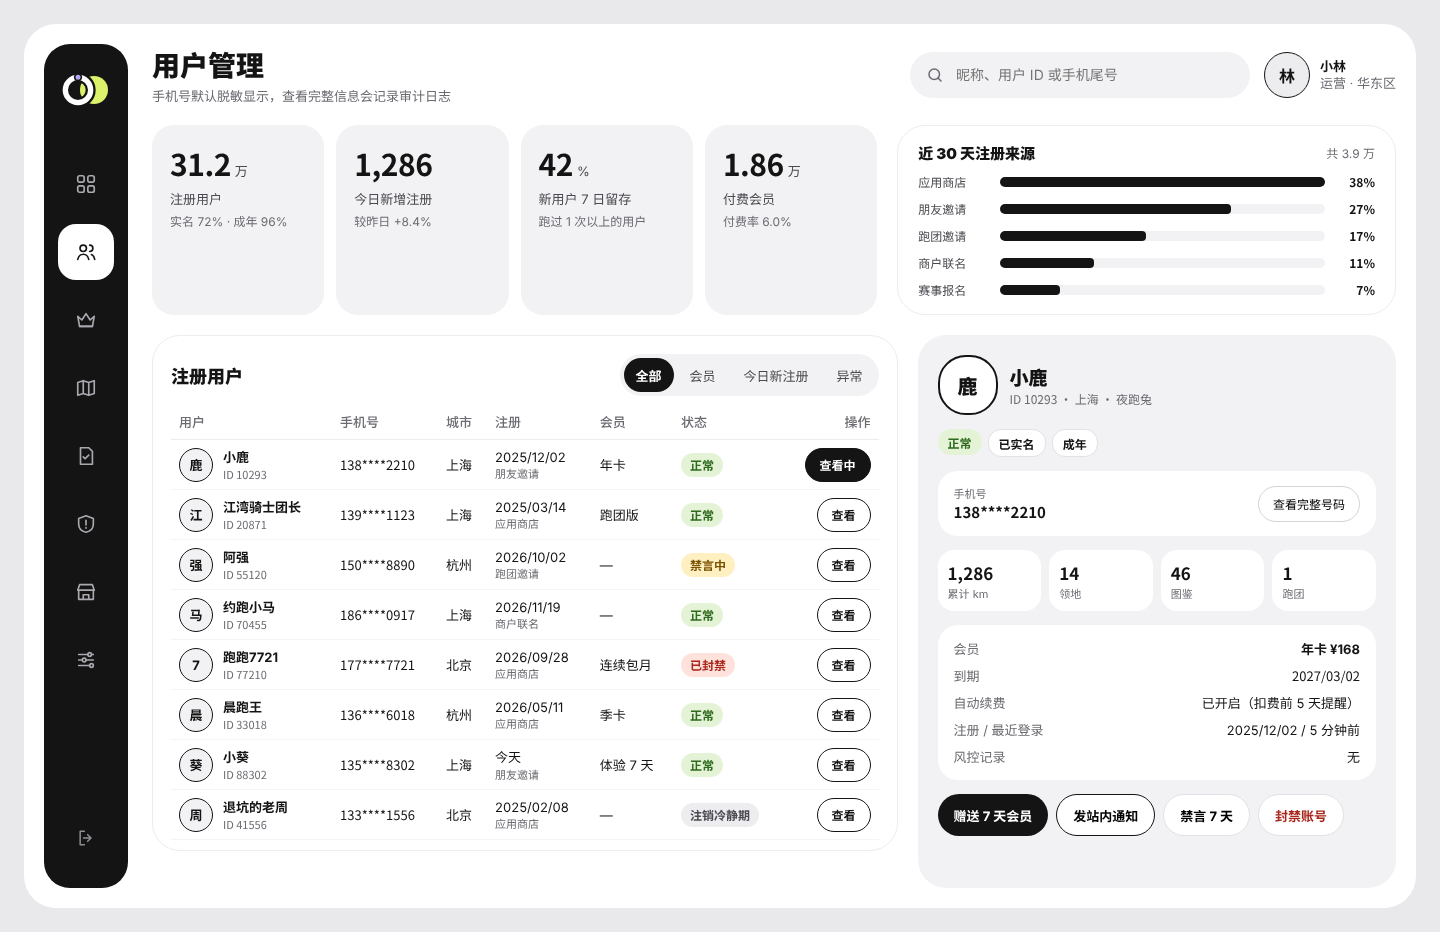 用户管理
手机号默认脱敏显示，查看完整信息会记录审计日志
昵称、用户 ID 或手机尾号
林
小林
运营 · 华东区
31.2 万
注册用户
实名 72% · 成年 96%
1,286
今日新增注册
较昨日 +8.4%
42 %
新用户 7 日留存
跑过 1 次以上的用户
1.86 万
付费会员
付费率 6.0%
近 30 天注册来源
共 3.9 万
应用商店 38%
朋友邀请 27%
跑团邀请 17%
商户联名 11%
赛事报名 7%
注册用户
全部 会员 今日新注册 异常
用户 手机号 城市 注册 会员 状态 操作
鹿 小鹿 ID 10293 138****2210 上海 2025/12/02 朋友邀请 年卡 正常 查看中
江 江湾骑士团长 ID 20871 139****1123 上海 2025/03/14 应用商店 跑团版 正常 查看
强 阿强 ID 55120 150****8890 杭州 2026/10/02 跑团邀请 — 禁言中 查看
马 约跑小马 ID 70455 186****0917 上海 2026/11/19 商户联名 — 正常 查看
7 跑跑7721 ID 77210 177****7721 北京 2026/09/28 应用商店 连续包月 已封禁 查看
晨 晨跑王 ID 33018 136****6018 杭州 2026/05/11 应用商店 季卡 正常 查看
葵 小葵 ID 88302 135****8302 上海 今天 朋友邀请 体验 7 天 正常 查看
周 退坑的老周 ID 41556 133****1556 北京 2025/02/08 应用商店 — 注销冷静期 查看
鹿
小鹿
ID 10293 · 上海 · 夜跑兔
正常 已实名 成年
手机号
138****2210
查看完整号码
1,286
累计 km
14
领地
46
图鉴
1
跑团
会员 年卡 ¥168
到期 2027/03/02
自动续费 已开启（扣费前 5 天提醒）
注册 / 最近登录 2025/12/02 / 5 分钟前
风控记录 无
赠送 7 天会员 发站内通知 禁言 7 天 封禁账号